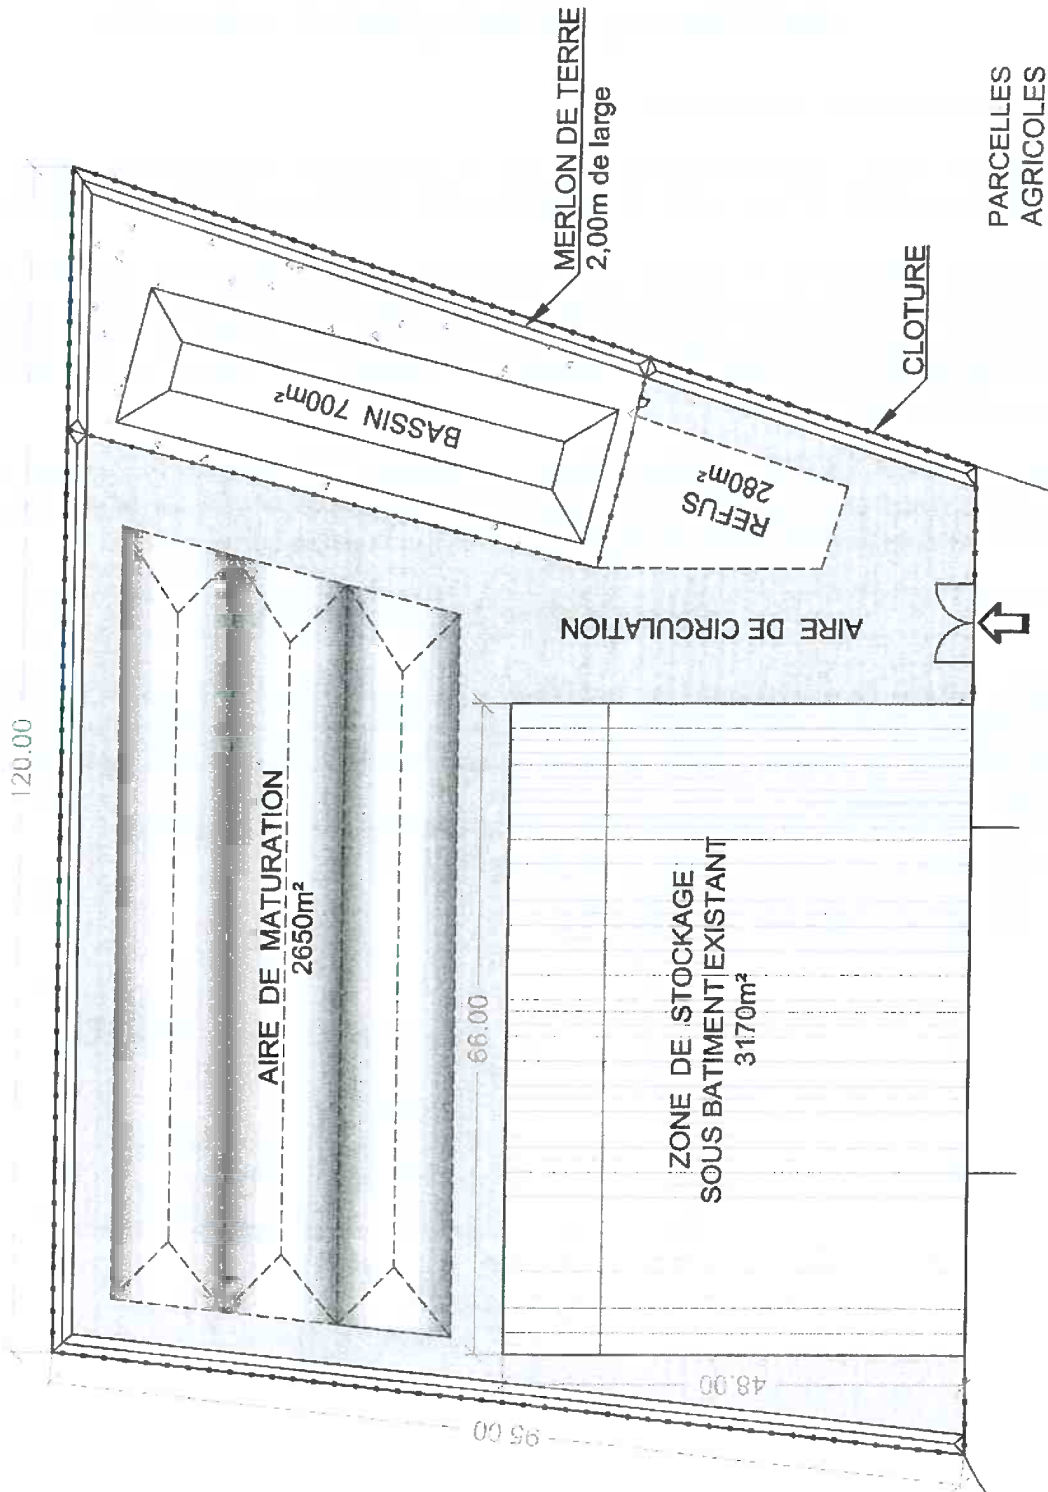 120.00
MERLON DE TERRE
2,00m de large
PARCELLES
AGRICOLES
CLOTURE
BASSIN 700m²
REFUS
280m²
AIRE DE CIRCULATION
AIRE DE MATURATION
2650m²
66.00
ZONE DE STOCKAGE
SOUS BATIMENT EXISTANT
3170m²
48.00
95.00